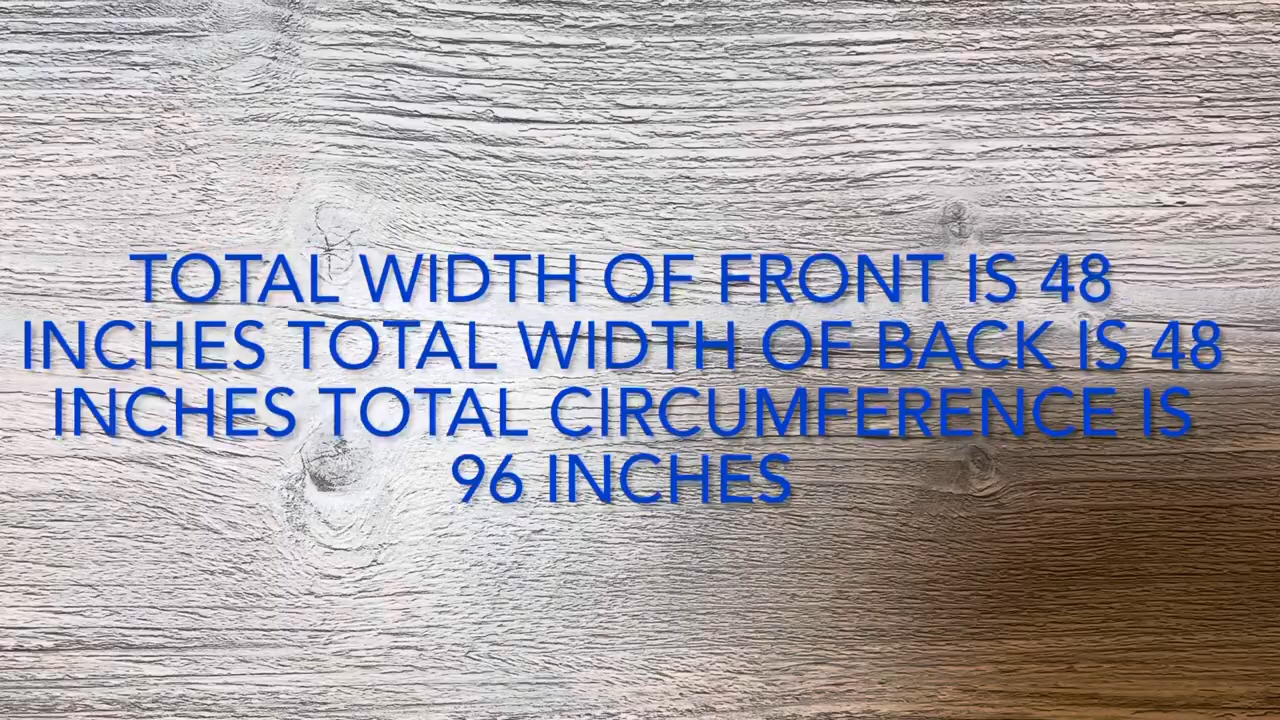 TOTAL WIDTH OF FRONT IS 48
INCHES TOTAL WIDTH OF BACK IS 48
INCHES TOTAL CIRCUMFERENCE IS
96 INCHES